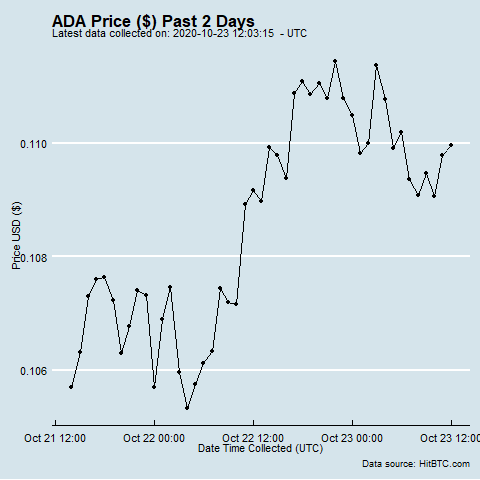 ADA Price ($) Past 2 Days
Latest data collected on: 2020-10-23 12:03:15 - UTC
Price USD ($)
0.110
0.108
0.106
Oct 21 12:00
Oct 22 00:00
Oct 22 12:00
Oct 23 00:00
Oct 23 12:00
Date Time Collected (UTC)
Data source: HitBTC.com